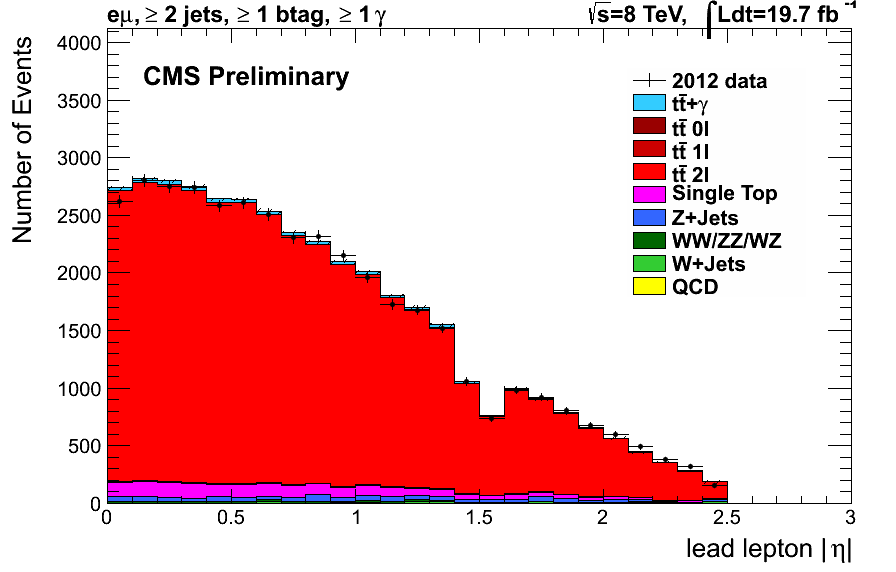 eμ, ≥ 2 jets, ≥ 1 btag, ≥ 1 γ √s=8 TeV, ∫Ldt=19.7 fb⁻¹
CMS Preliminary
2012 data
tt̄+γ
tt̄ 0l
tt̄ 1l
tt̄ 2l
Single Top
Z+Jets
WW/ZZ/WZ
W+Jets
QCD
Number of Events
4000
3500
3000
2500
2000
1500
1000
500
0
0 0.5 1 1.5 2 2.5 3
lead lepton |η|